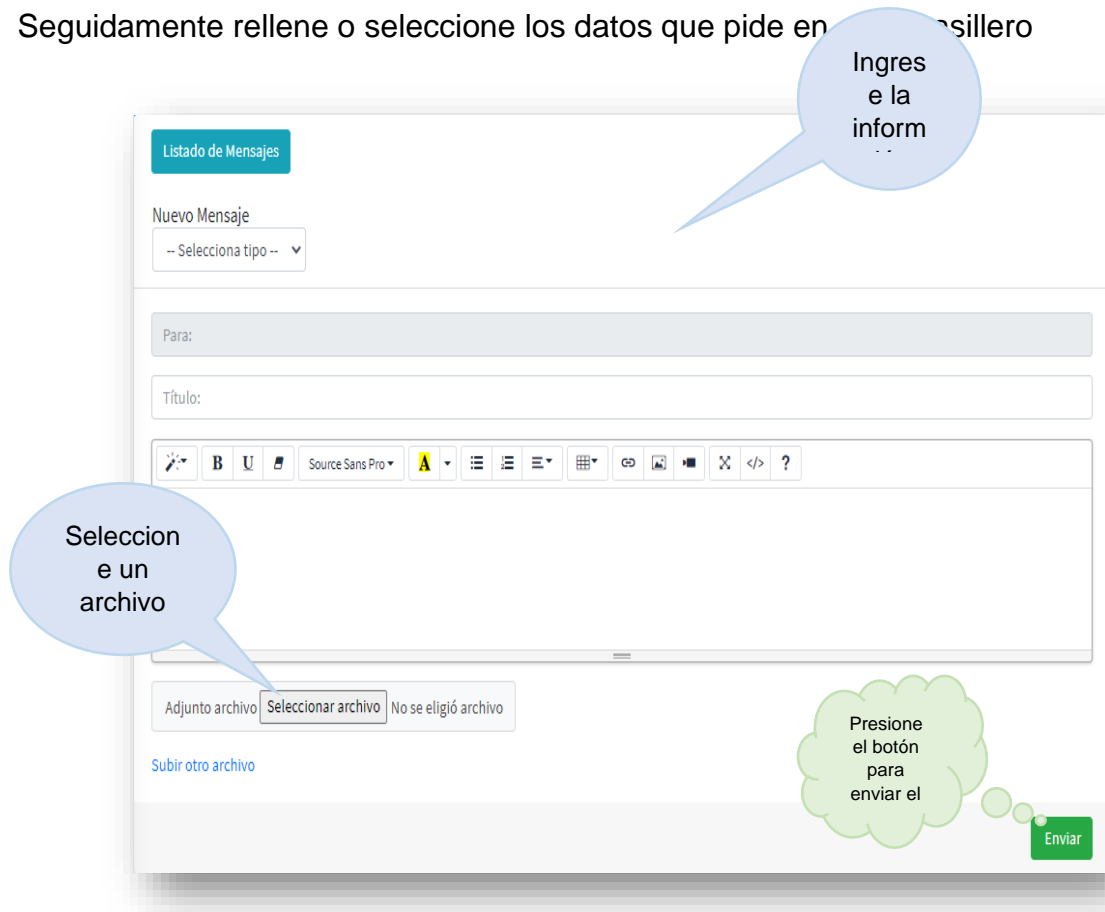 Seguidamente rellene o seleccione los datos que pide en sillero
Ingres
e la
inform
Listado de Mensajes
Nuevo Mensaje
-- Selecciona tipo --
Para:
Título:
B U Source Sans Pro A </> ?
Seleccion
e un
archivo
Adjunto archivo Seleccionar archivo No se eligió archivo
Subir otro archivo
Presione
el botón
para
enviar el
Enviar